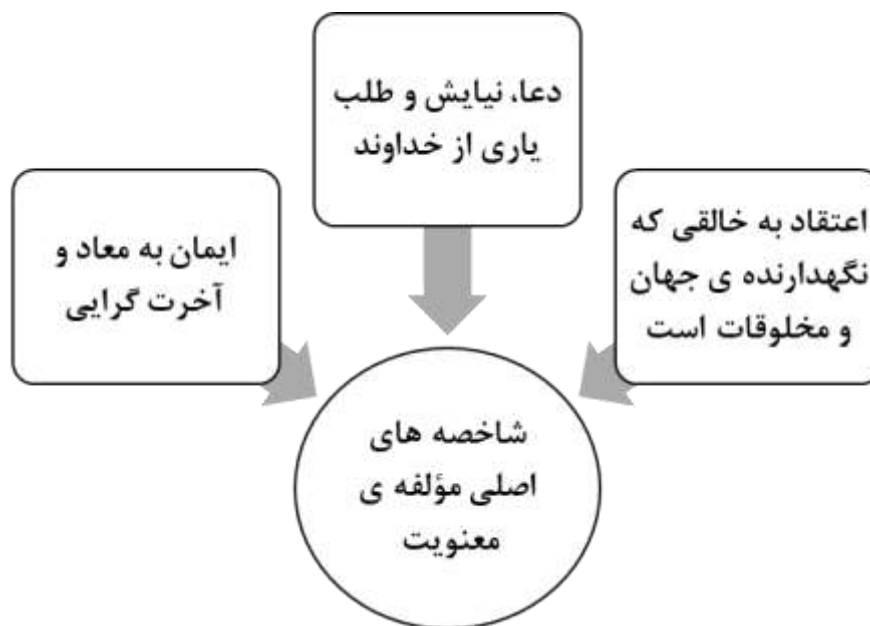 دعا، نیایش و طلب
یاری از خداوند
اعتقاد به خالقی که
نگهدارنده ی جهان
و مخلوقات است
ایمان به معاد و
آخرت گرایی
شاخصه های
اصلی مؤلفه ی
معنویت